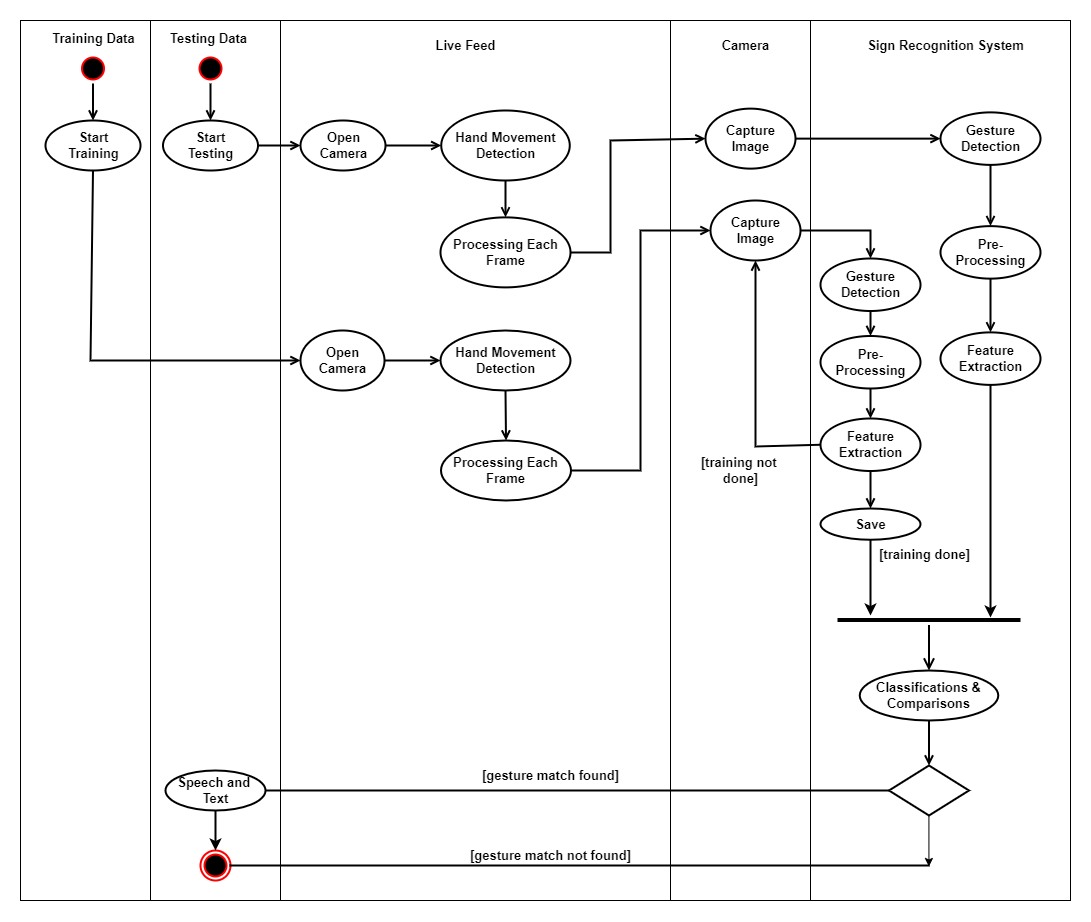 Training Data
Testing Data
Live Feed
Camera
Sign Recognition System
Start
Training
Start
Testing
Open
Camera
Hand Movement
Detection
Capture
Image
Gesture
Detection
Processing Each
Frame
Capture
Image
Pre-
Processing
Gesture
Detection
Open
Camera
Hand Movement
Detection
Pre-
Processing
Feature
Extraction
Processing Each
Frame
[training not
done]
Feature
Extraction
Save
[training done]
Classifications &
Comparisons
Speech and
Text
[gesture match found]
[gesture match not found]